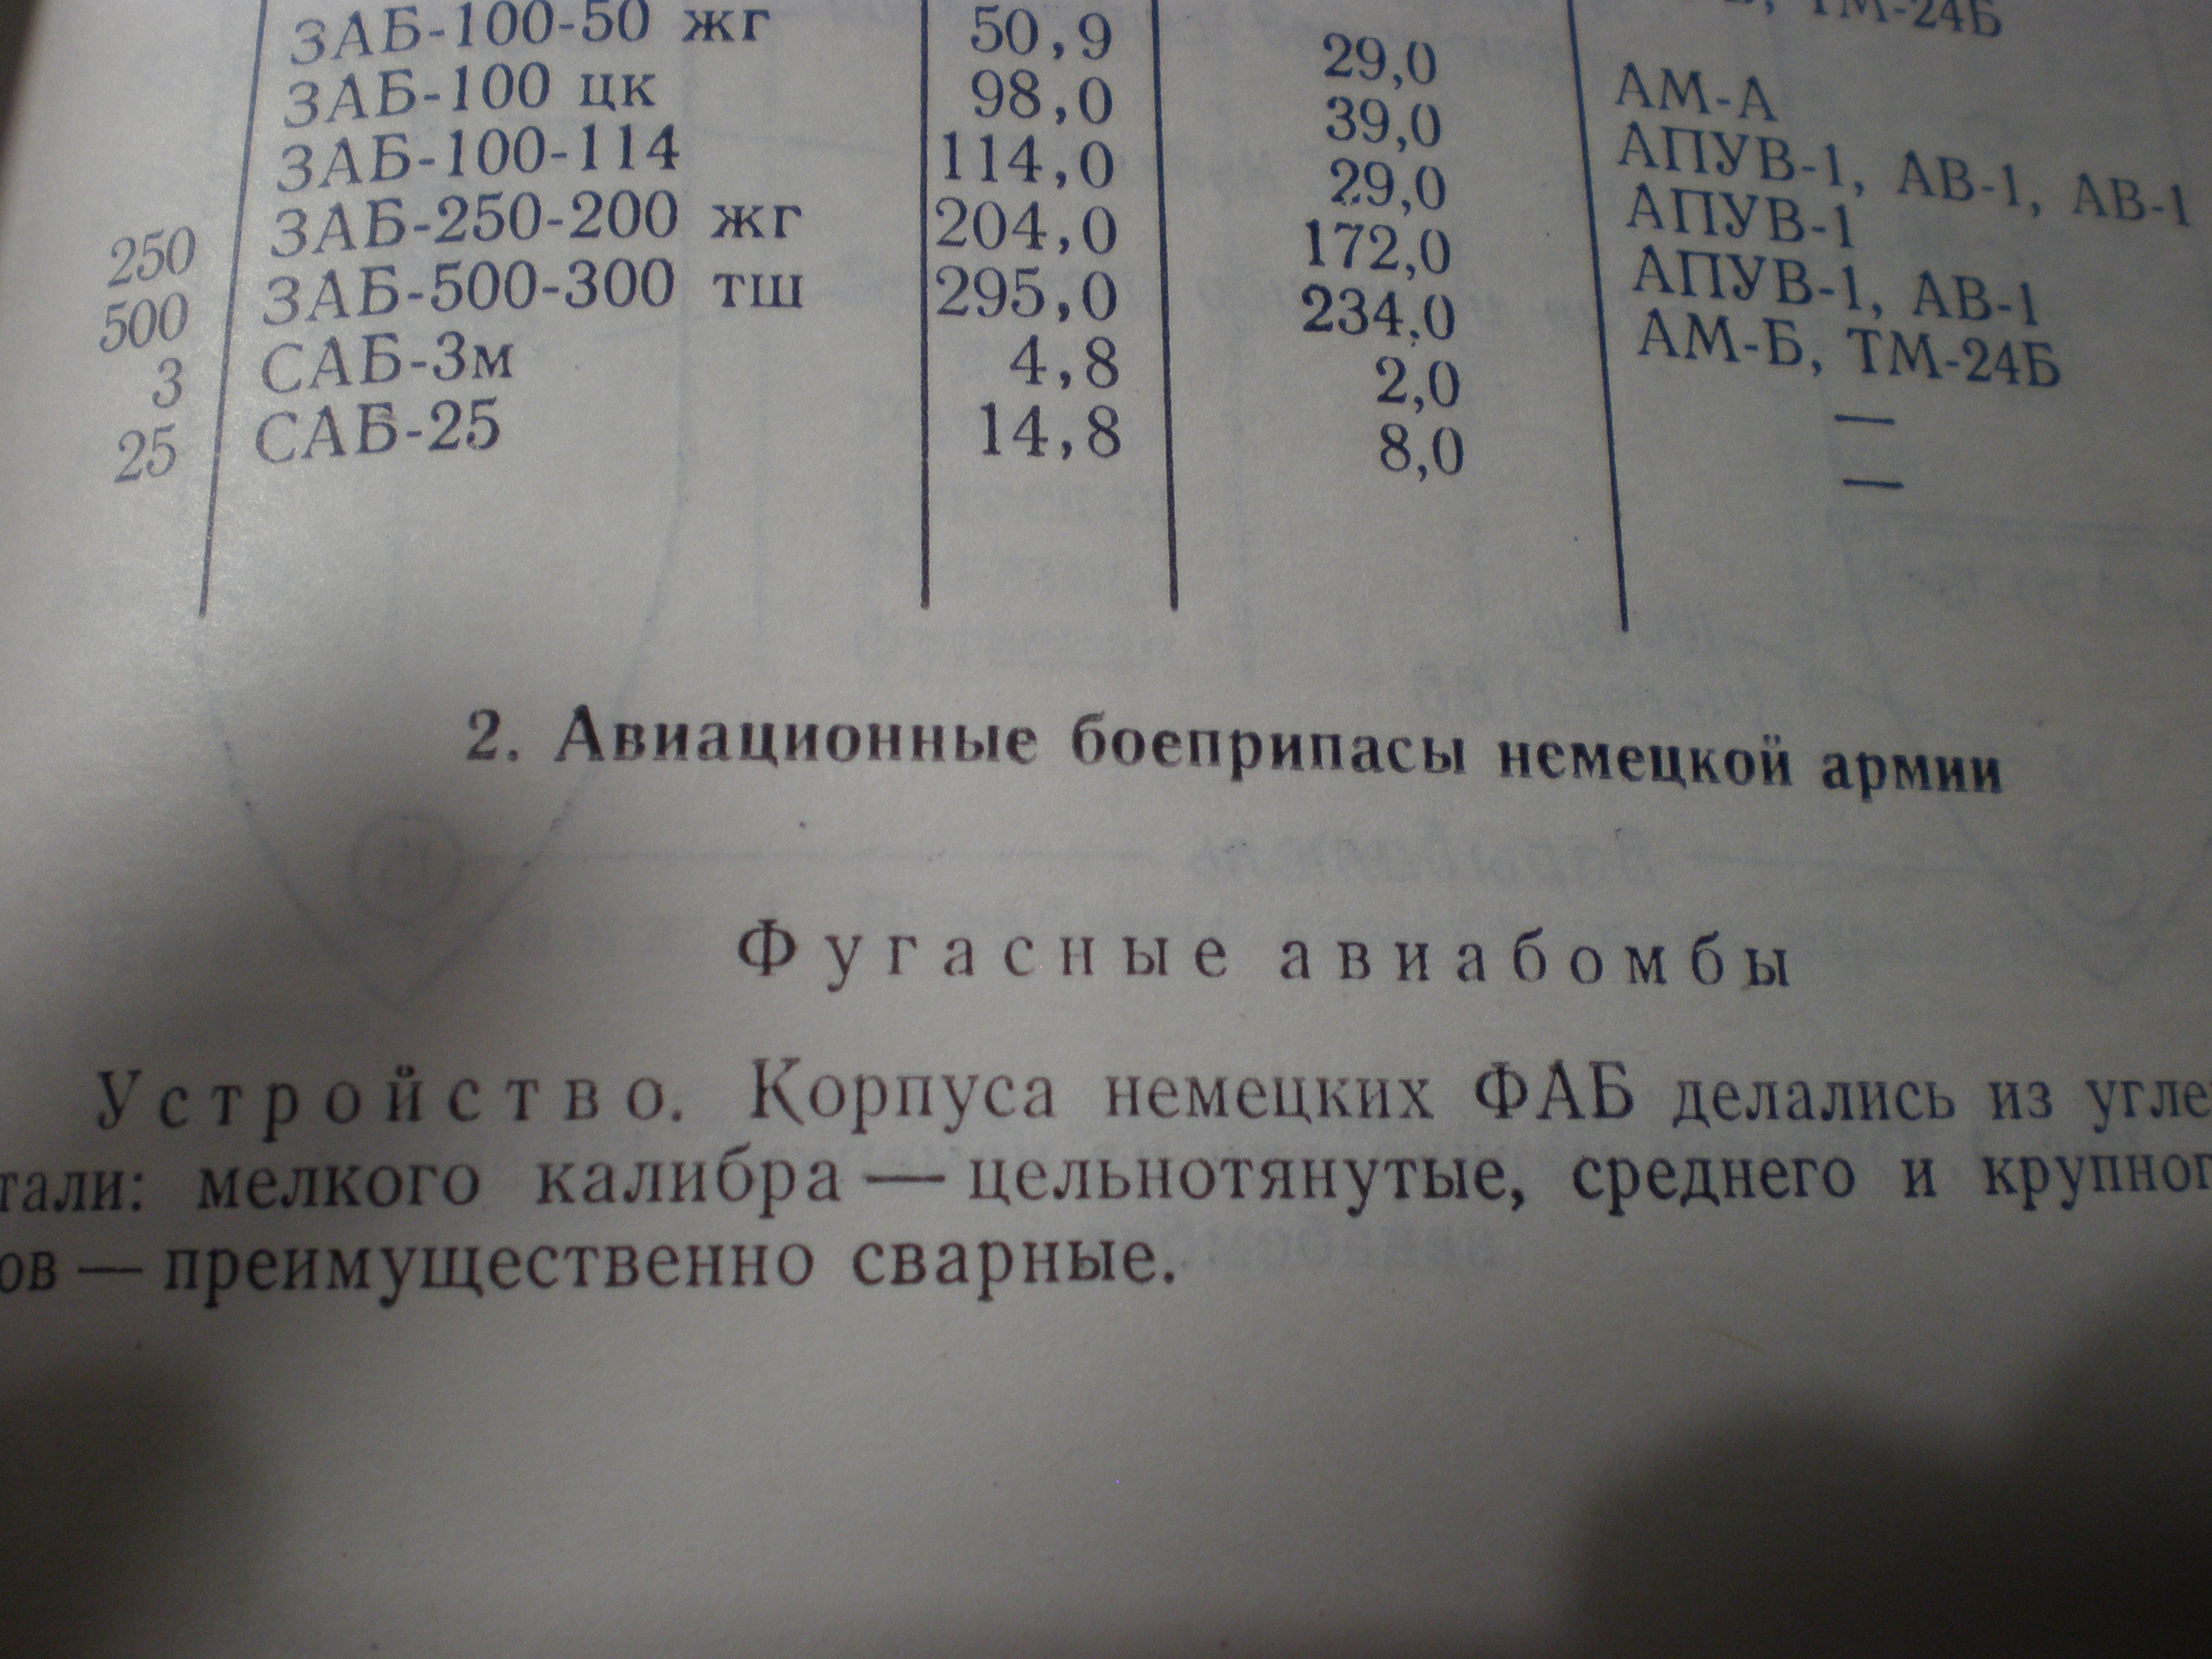 ТМ-24Б
ЗАБ-100-50 жг 50,9 29,0 АМ-А
ЗАБ-100 цк 98,0 39,0 АПУВ-1, АВ-1, АВ-1
ЗАБ-100-114 114,0 29,0 АПУВ-1
250 ЗАБ-250-200 жг 204,0 172,0 АПУВ-1, АВ-1
500 ЗАБ-500-300 тш 295,0 234,0 АМ-Б, ТМ-24Б
3 САБ-3м 4,8 2,0 —
25 САБ-25 14,8 8,0 —
2. Авиационные боеприпасы немецкой армии
Фугасные авиабомбы
Устройство. Корпуса немецких ФАБ делались из угле
тали: мелкого калибра — цельнотянутые, среднего и крупног
ов — преимущественно сварные.